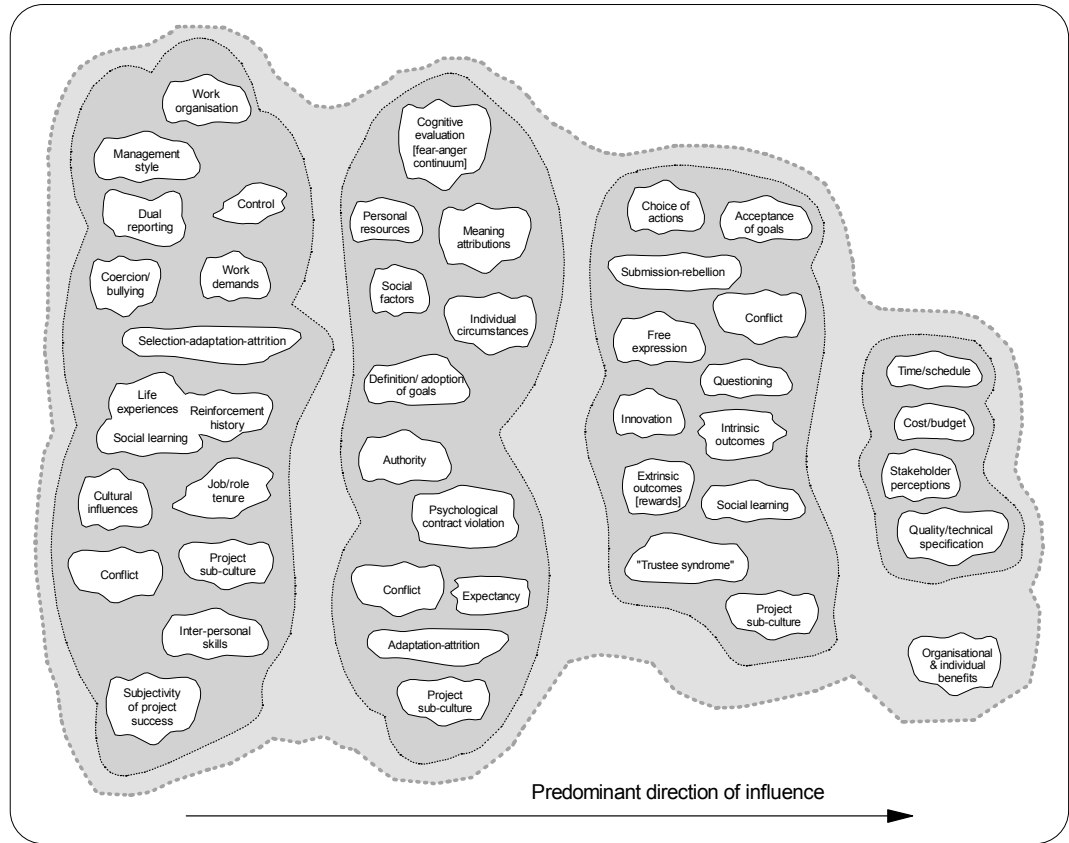 Work
organisation
Management
style
Dual
reporting
Control
Coercion/
bullying
Work
demands
Selection-adaptation-attrition
Life
experiences
Reinforcement
history
Social learning
Cultural
influences
Job/role
tenure
Conflict
Project
sub-culture
Inter-personal
skills
Subjectivity
of project
success
Cognitive
evaluation
[fear-anger
continuum]
Personal
resources
Meaning
attributions
Social
factors
Individual
circumstances
Definition/ adoption
of goals
Authority
Psychological
contract violation
Conflict
Expectancy
Adaptation-attrition
Project
sub-culture
Choice of
actions
Acceptance
of goals
Submission-rebellion
Conflict
Free
expression
Questioning
Innovation
Intrinsic
outcomes
Extrinsic
outcomes
[rewards]
Social learning
"Trustee syndrome"
Project
sub-culture
Time/schedule
Cost/budget
Stakeholder
perceptions
Quality/technical
specification
Organisational
& individual
benefits
Predominant direction of influence